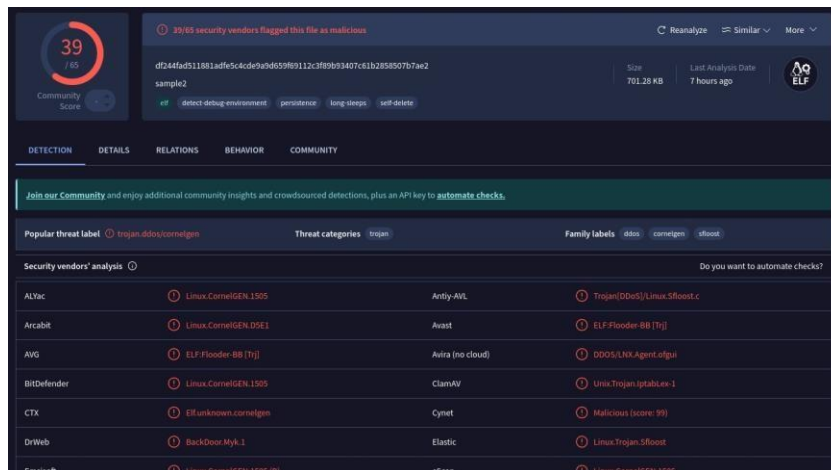 39
/ 65
Community
Score
39/65 security vendors flagged this file as malicious
Reanalyze
Similar
More
df244fad511881adfe5c4cde9a9d659f69112c3f89b93407c61b2858507b7ae2
sample2
elf detect-debug-environment persistence long-sleeps self-delete
Size
701.28 KB
Last Analysis Date
7 hours ago
ELF
DETECTION DETAILS RELATIONS BEHAVIOR COMMUNITY
Join our Community and enjoy additional community insights and crowdsourced detections, plus an API key to automate checks.
Popular threat label trojan.ddos/cornelgen Threat categories trojan Family labels ddos cornelgen sfloost
Security vendors' analysis Do you want to automate checks?
ALYac Linux.CornelGEN.1505 Antiy-AVL Trojan[DDoS]/Linux.Sfloost.c
Arcabit Linux.CornelGEN.D5E1 Avast ELF:Flooder-BB [Trj]
AVG ELF:Flooder-BB [Trj] Avira (no cloud) DDOS/LNX.Agent.ofgui
BitDefender Linux.CornelGEN.1505 ClamAV Unix.Trojan.IptabLex-1
CTX Elf.unknown.cornelgen Cynet Malicious (score: 99)
DrWeb BackDoor.Myk.1 Elastic Linux.Trojan.Sfloost